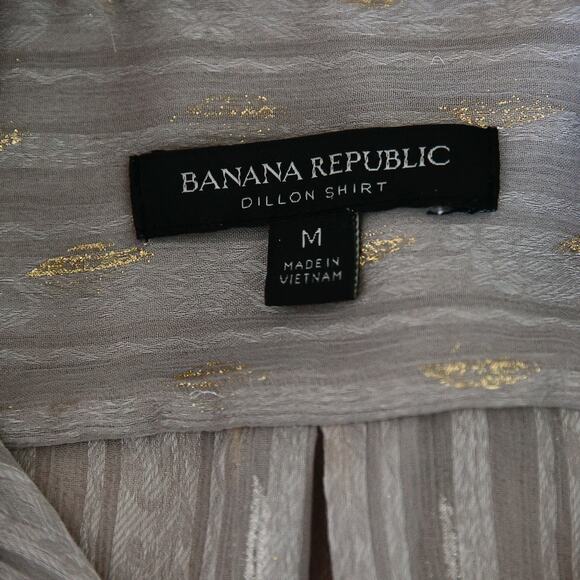 BANANA REPUBLIC
DILLON SHIRT
M
MADE IN
VIETNAM